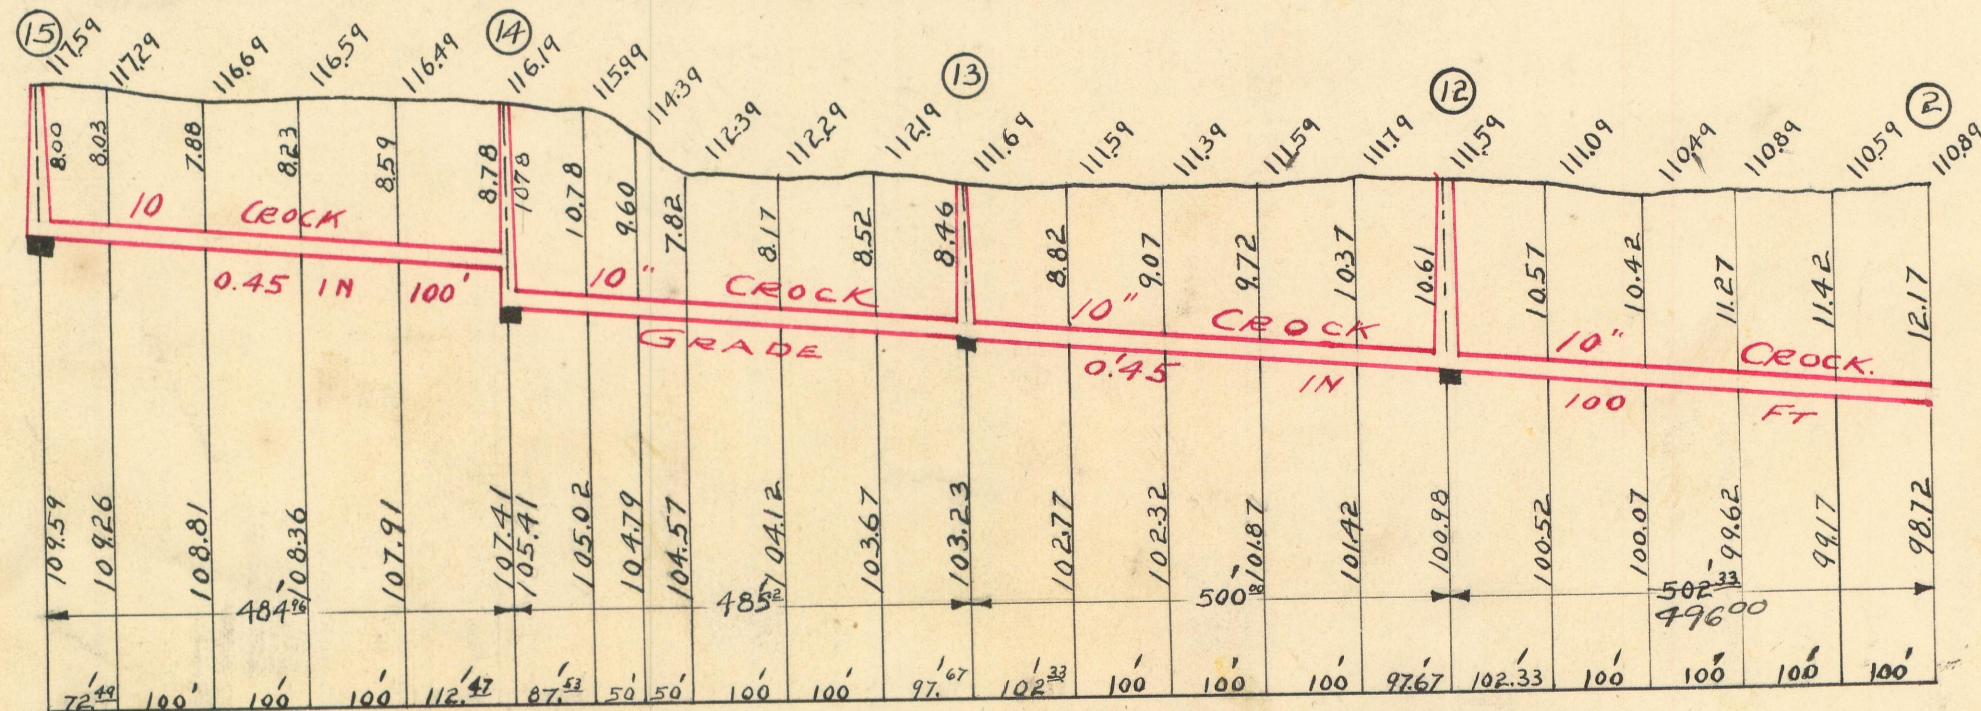 15 14 13 12 2
117.59 117.29 116.69 116.59 116.49 116.19 115.99 114.39 112.39 112.29 112.19 111.69 111.59 111.39 111.59 111.79 111.59 111.09 110.49 110.89 110.59 110.89
8.00 8.03 7.88 8.23 8.59 8.78 10.78 10.78 9.60 7.82 8.17 8.52 8.46 8.82 9.07 9.72 10.37 10.61 10.57 10.42 11.27 11.42 12.17
10 CROCK 10" CROCK 10" CROCK 10" CROCK.
0.45 IN 100' GRADE 0.'45 IN 100 FT
109.59 109.26 108.81 108.36 107.91 107.41 105.41 105.02 104.79 104.57 104.12 103.67 103.23 102.77 102.32 101.87 101.42 100.98 100.52 100.07 99.62 99.17 98.72
484'96 485'32 500'00 502'33
496 00
72'49 100' 100' 100' 112.'47 87.'53 50' 50' 100' 100' 97.'67 102'33 100' 100' 100' 97.67 102.'33 100' 100' 100' 100'